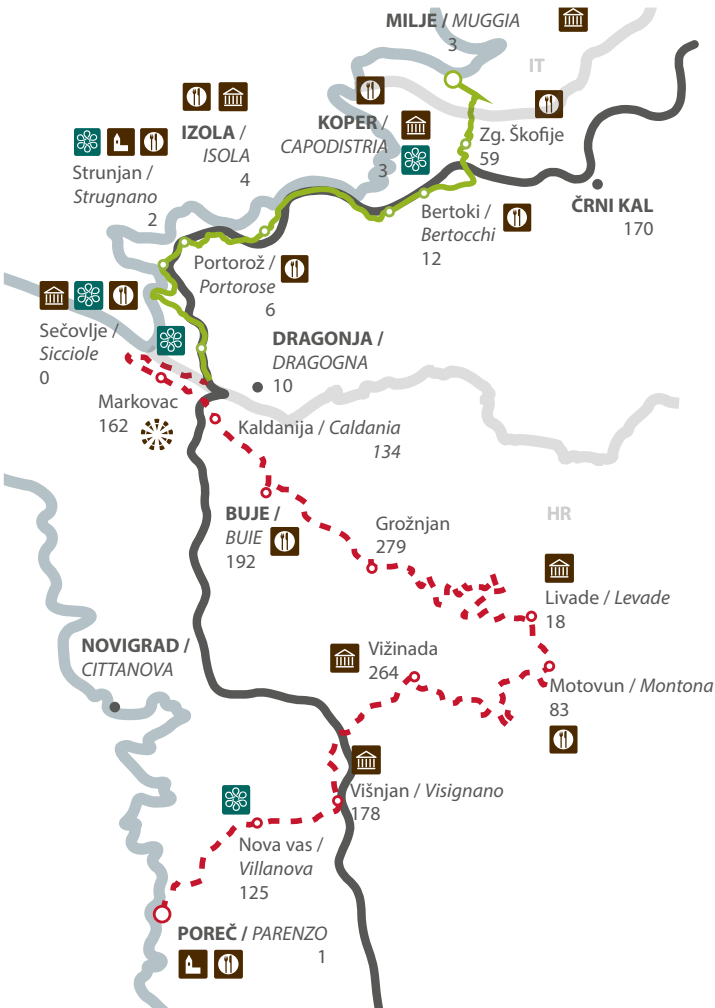 MILJE / MUGGIA
3
IT
IZOLA /
ISOLA
4
KOPER /
CAPODISTRIA
3
Zg. Škofije
59
Strunjan /
Strugnano
2
ČRNI KAL
170
Bertoki /
Bertocchi
12
Portorož /
Portorose
6
Sečovlje /
Sicciole
0
DRAGONJA /
DRAGOGNA
10
Markovac
162
Kaldanija / Caldania
134
BUJE /
BUIE
192
Grožnjan
279
HR
Livade / Levade
18
NOVIGRAD /
CITTANOVA
Vižinada
264
Motovun / Montona
83
Višnjan / Visignano
178
Nova vas /
Villanova
125
POREČ / PARENZO
1